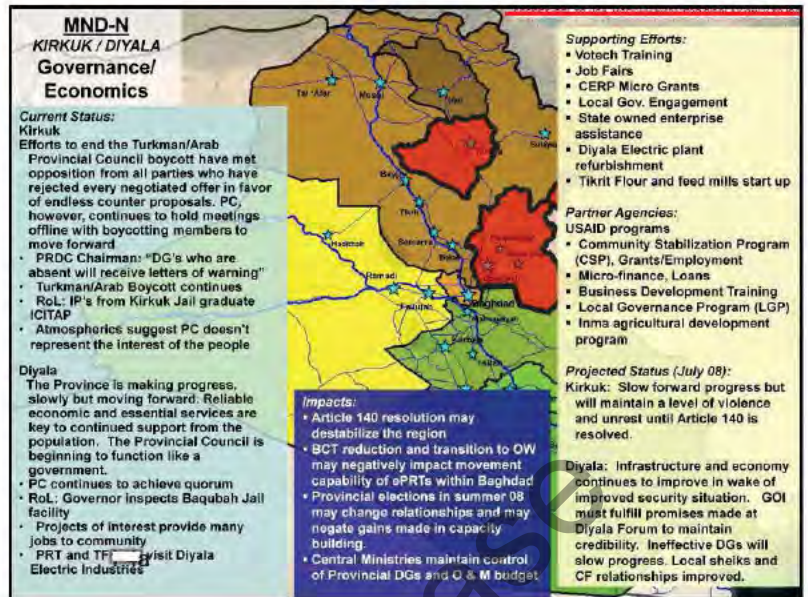 MND-N
KIRKUK / DIYALA
Governance/
Economics
Current Status:
Kirkuk
Efforts to end the Turkman/Arab
Provincial Council boycott have met
opposition from all parties who have
rejected every negotiated offer in favor
of endless counter proposals. PC,
however, continues to hold meetings
offline with boycotting members to
move forward
• PRDC Chairman: “DG’s who are
absent will receive letters of warning”
• Turkman/Arab Boycott continues
• RoL: IP’s from Kirkuk Jail graduate
ICITAP
• Atmospherics suggest PC doesn’t
represent the interest of the people
Diyala
The Province is making progress,
slowly but moving forward. Reliable
economic and essential services are
key to continued support from the
population. The Provincial Council is
beginning to function like a
government.
• PC continues to achieve quorum
• RoL: Governor inspects Baqubah Jail
facility
• Projects of interest provide many
jobs to community
• PRT and visit Diyala
Electric Industries
Tal 'Afar
Mosul
Tikrit
Samarra
Balad
Hadithah
Ramadi
Fallujah
Baghdad
Impacts:
• Article 140 resolution may
destabilize the region
• BCT reduction and transition to OW
may negatively impact movement
capability of ePRTs within Baghdad
• Provincial elections in summer 08
may change relationships and may
negate gains made in capacity
building.
• Central Ministries maintain control
of Provincial DGs and O & M budget
Supporting Efforts:
• Votech Training
• Job Fairs
• CERP Micro Grants
• Local Gov. Engagement
• State owned enterprise
assistance
• Diyala Electric plant
refurbishment
• Tikrit Flour and feed mills start up
Partner Agencies:
USAID programs
• Community Stabilization Program
(CSP), Grants/Employment
• Micro-finance, Loans
• Business Development Training
• Local Governance Program (LGP)
• Inma agricultural development
program
Projected Status (July 08):
Kirkuk: Slow forward progress but
will maintain a level of violence
and unrest until Article 140 is
resolved.
Diyala: Infrastructure and economy
continues to improve in wake of
improved security situation. GOI
must fulfill promises made at
Diyala Forum to maintain
credibility. Ineffective DGs will
slow progress. Local sheiks and
CF relationships improved.